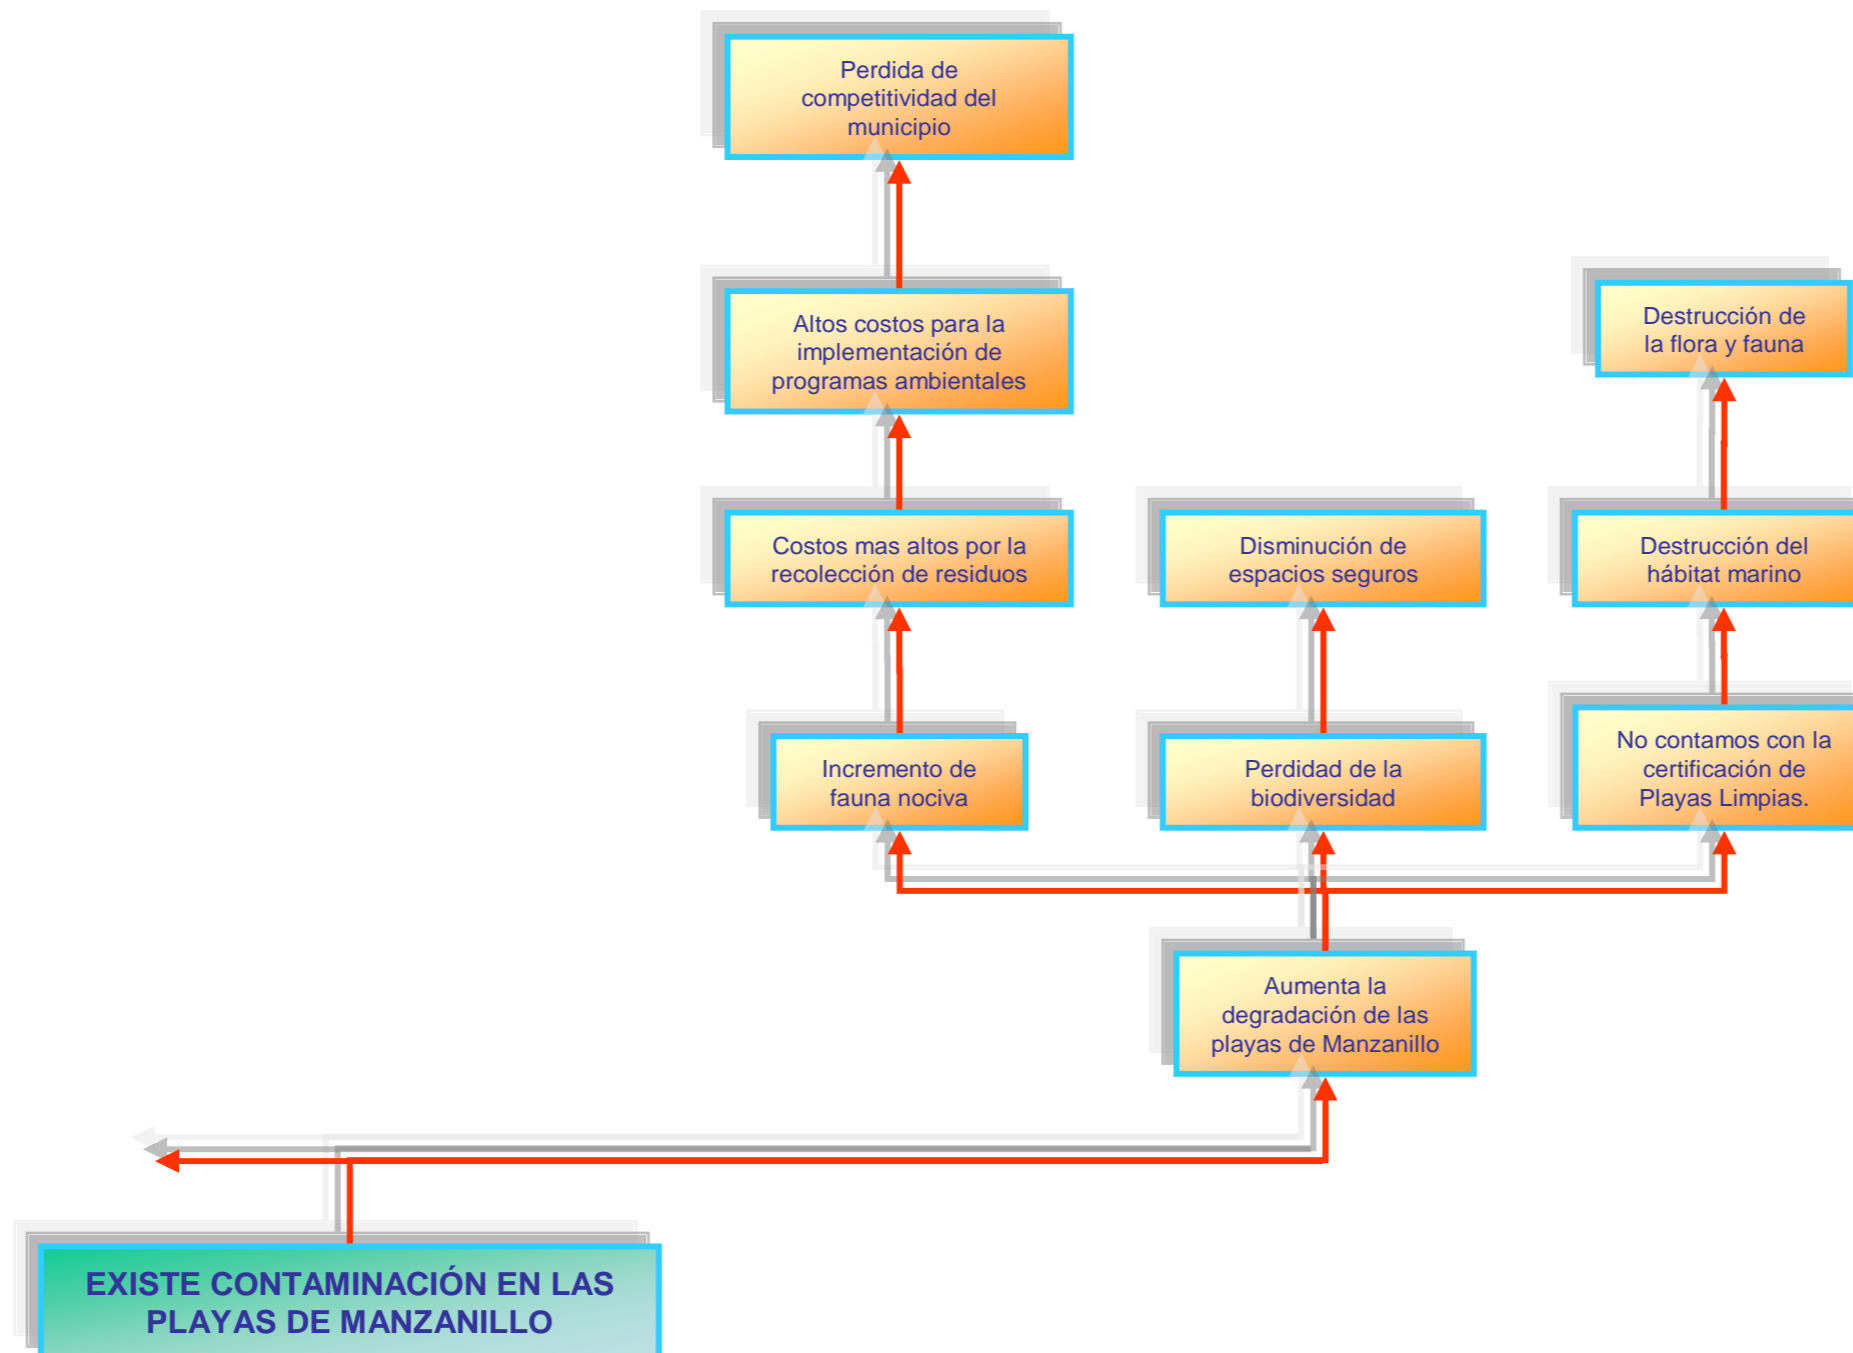 Perdida de
competitividad del
municipio
Altos costos para la
implementación de
programas ambientales
Destrucción de
la flora y fauna
Costos mas altos por la
recolección de residuos
Disminución de
espacios seguros
Destrucción del
hábitat marino
Incremento de
fauna nociva
Perdidad de la
biodiversidad
No contamos con la
certificación de
Playas Limpias.
Aumenta la
degradación de las
playas de Manzanillo
EXISTE CONTAMINACIÓN EN LAS
PLAYAS DE MANZANILLO